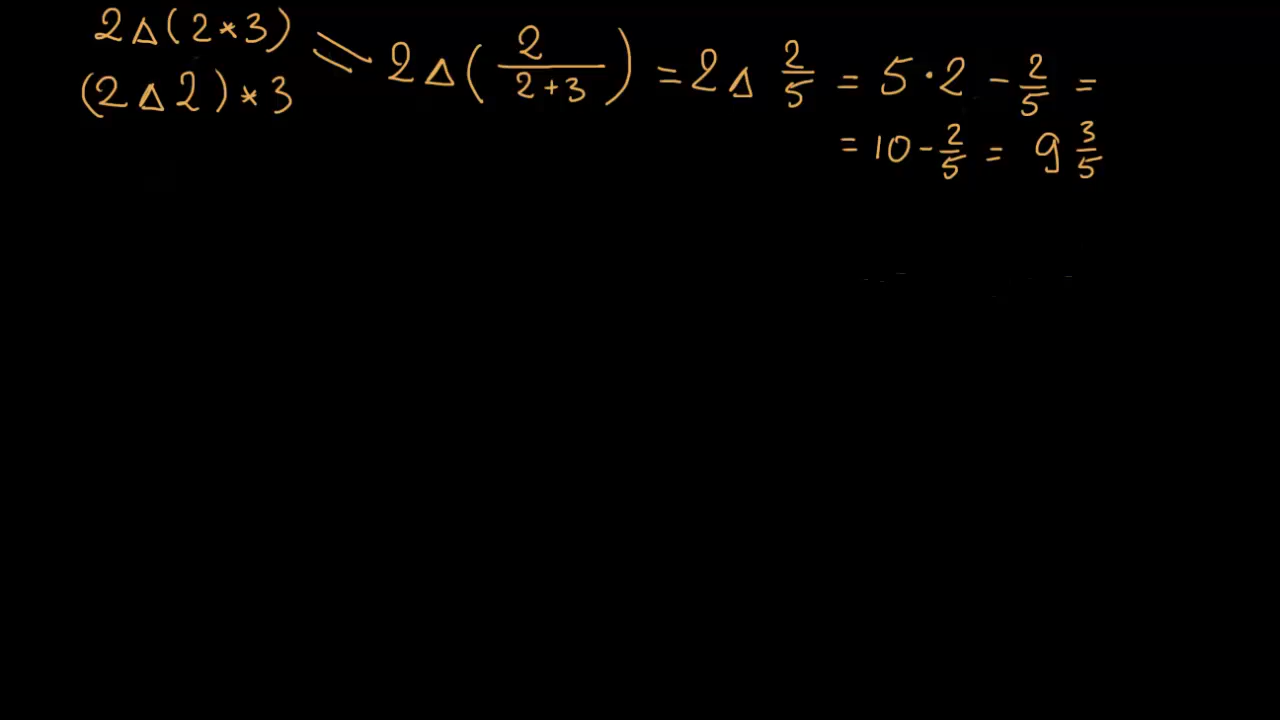 2 Δ (2 * 3) = 2 Δ ( 2/(2+3) ) = 2 Δ 2/5 = 5 · 2 − 2/5 =
= 10 − 2/5 = 9 3/5
(2 Δ 2) * 3